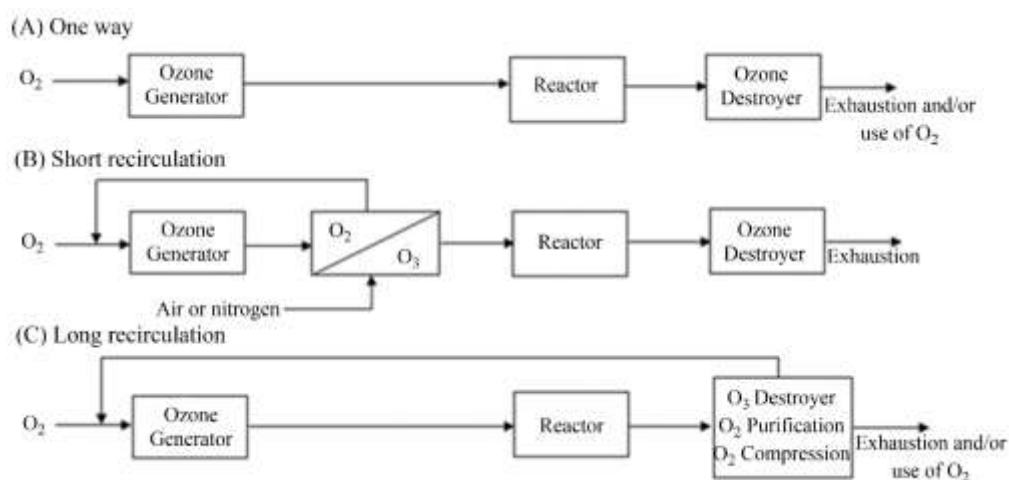 (A) One way
O₂
Ozone
Generator
Reactor
Ozone
Destroyer
Exhaustion and/or
use of O₂
(B) Short recirculation
O₂
Ozone
Generator
O₂
O₃
Reactor
Ozone
Destroyer
Exhaustion
Air or nitrogen
(C) Long recirculation
O₂
Ozone
Generator
Reactor
O₃ Destroyer
O₂ Purification
O₂ Compression
Exhaustion and/or
use of O₂